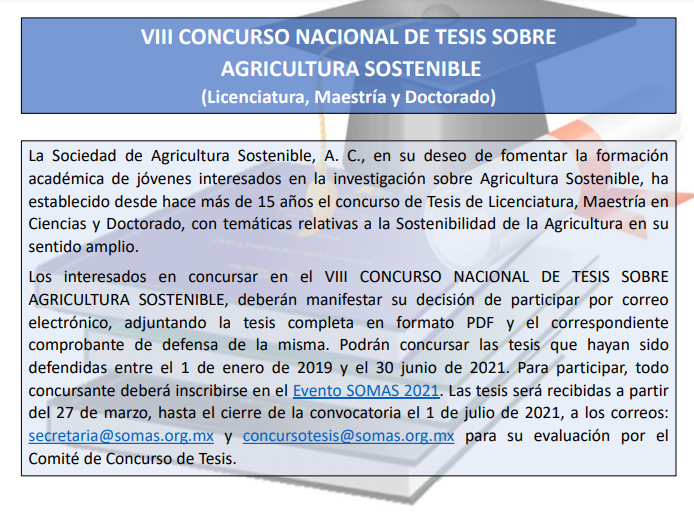 VIII CONCURSO NACIONAL DE TESIS SOBRE
AGRICULTURA SOSTENIBLE
(Licenciatura, Maestría y Doctorado)
La Sociedad de Agricultura Sostenible, A. C., en su deseo de fomentar la formación
académica de jóvenes interesados en la investigación sobre Agricultura Sostenible, ha
establecido desde hace más de 15 años el concurso de Tesis de Licenciatura, Maestría en
Ciencias y Doctorado, con temáticas relativas a la Sostenibilidad de la Agricultura en su
sentido amplio.
Los interesados en concursar en el VIII CONCURSO NACIONAL DE TESIS SOBRE
AGRICULTURA SOSTENIBLE, deberán manifestar su decisión de participar por correo
electrónico, adjuntando la tesis completa en formato PDF y el correspondiente
comprobante de defensa de la misma. Podrán concursar las tesis que hayan sido
defendidas entre el 1 de enero de 2019 y el 30 junio de 2021. Para participar, todo
concursante deberá inscribirse en el Evento SOMAS 2021. Las tesis será recibidas a partir
del 27 de marzo, hasta el cierre de la convocatoria el 1 de julio de 2021, a los correos:
secretaria@somas.org.mx y concursotesis@somas.org.mx para su evaluación por el
Comité de Concurso de Tesis.